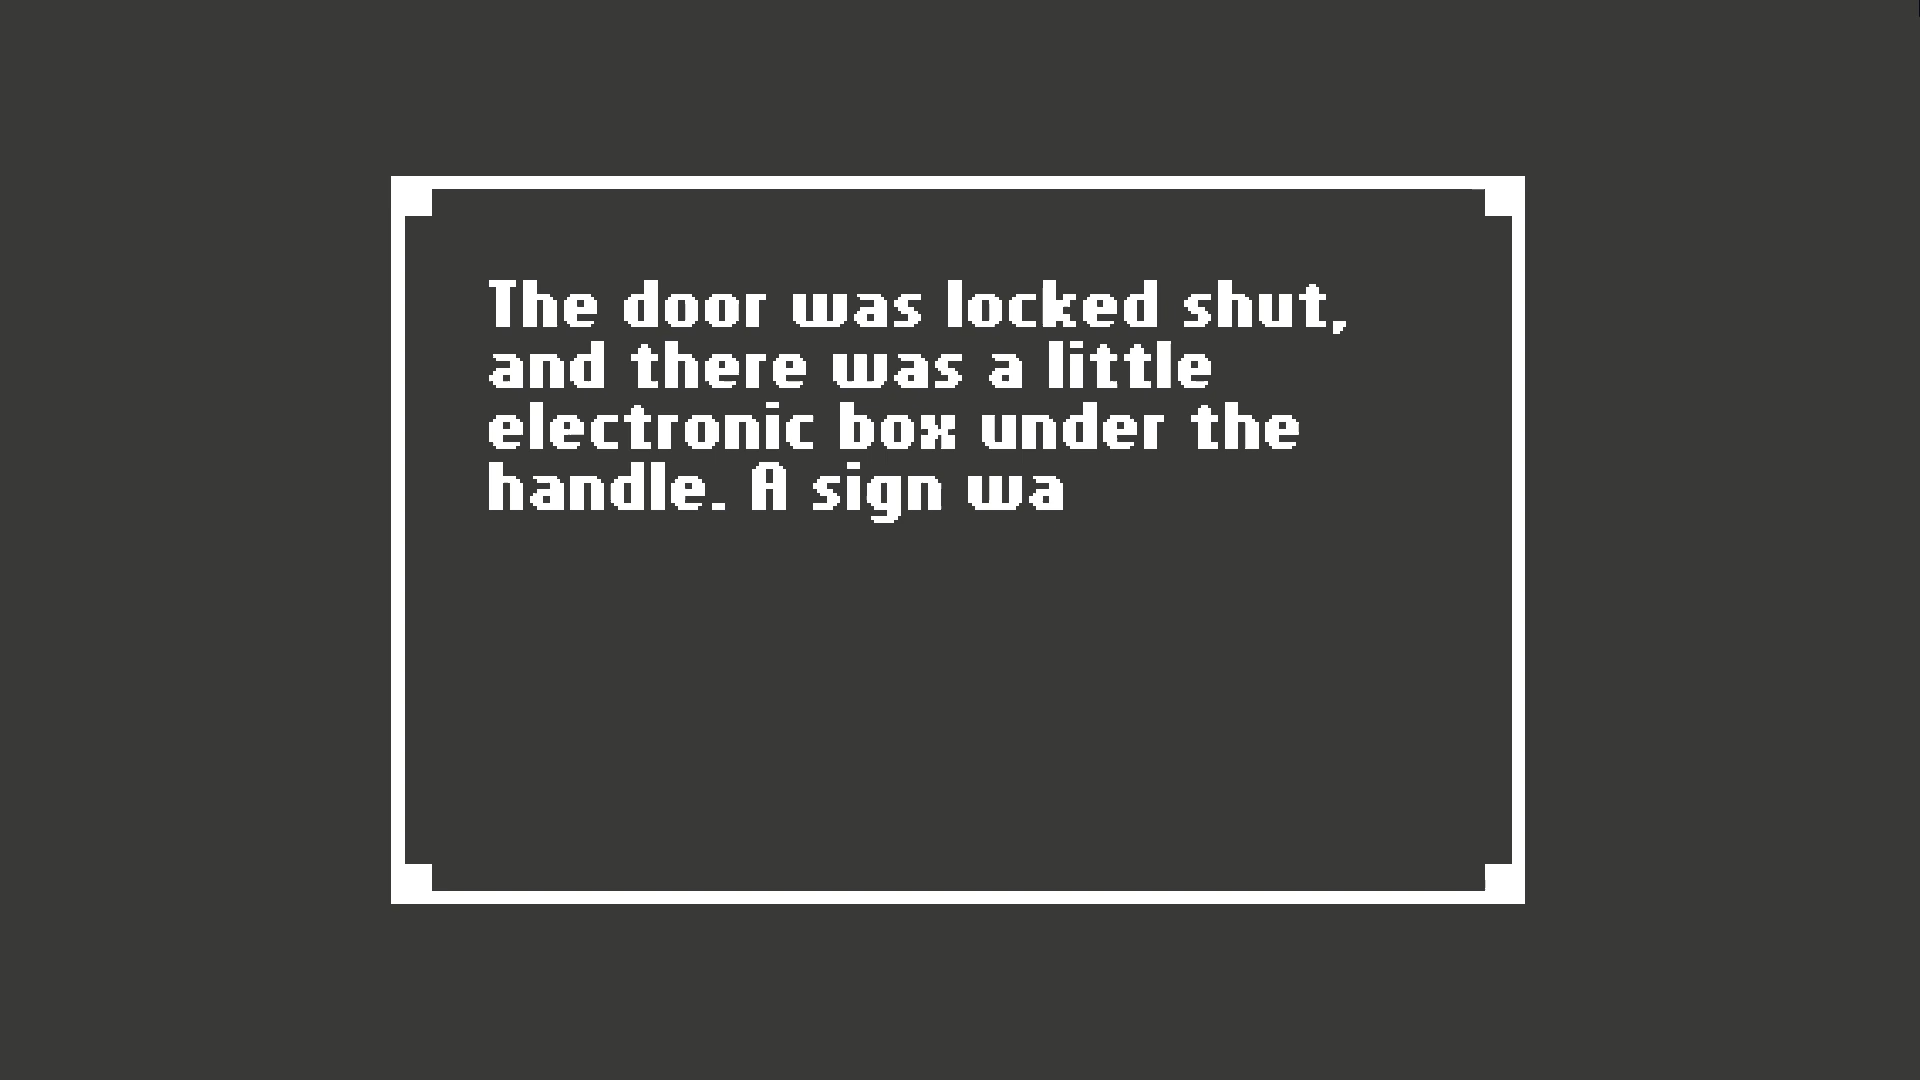 The door was locked shut,
and there was a little
electronic box under the
handle. A sign wa